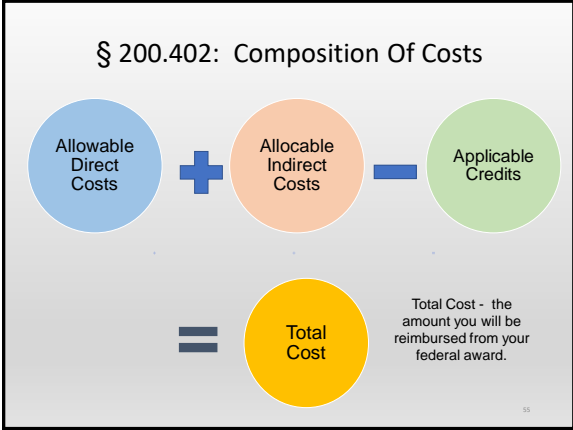 § 200.402:  Composition Of Costs
Allowable
Direct
Costs
Allocable
Indirect
Costs
Applicable
Credits
Total
Cost
Total Cost -  the
amount you will be
reimbursed from your
federal award.
55